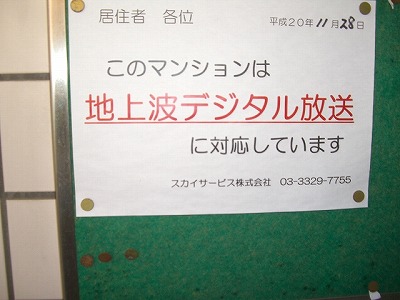 居住者 各位
平成20年11月28日
このマンションは
地上波デジタル放送
に対応しています
スカイサービス株式会社 03-3329-7755